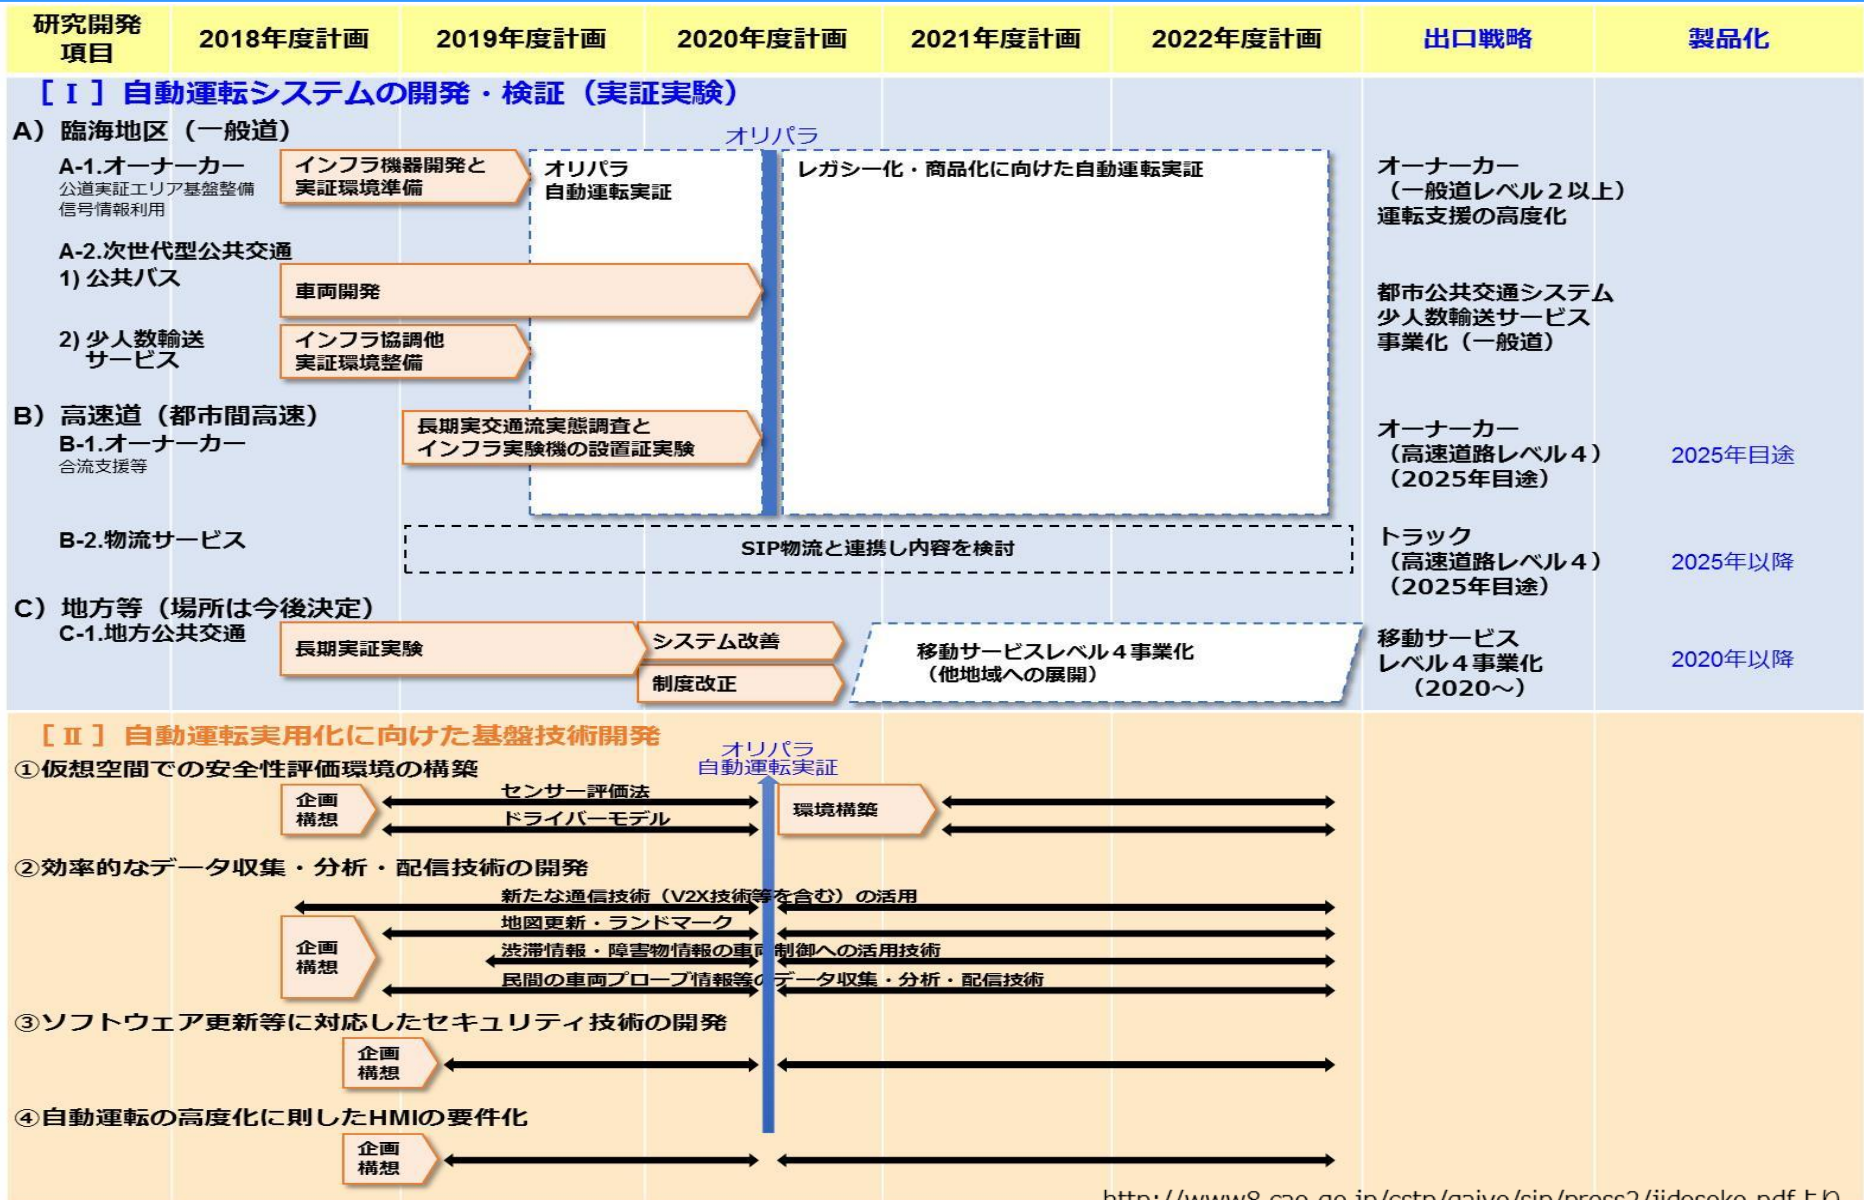 研究開発
項目
2018年度計画
2019年度計画
2020年度計画
2021年度計画
2022年度計画
出口戦略
製品化
［Ⅰ］自動運転システムの開発・検証（実証実験）
A）臨海地区（一般道）
オリパラ
A-1.オーナーカー
公道実証エリア基盤整備
信号情報利用
インフラ機器開発と
実証環境準備
オリパラ
自動運転実証
レガシー化・商品化に向けた自動運転実証
オーナーカー
（一般道レベル２以上）
運転支援の高度化
A-2.次世代型公共交通
1) 公共バス
車両開発
都市公共交通システム
少人数輸送サービス
事業化（一般道）
2) 少人数輸送
サービス
インフラ協調他
実証環境整備
B）高速道（都市間高速）
B-1.オーナーカー
合流支援等
長期実交通流実態調査と
インフラ実験機の設置証実験
オーナーカー
（高速道路レベル４）
（2025年目途）
2025年目途
B-2.物流サービス
SIP物流と連携し内容を検討
トラック
（高速道路レベル４）
（2025年目途）
2025年以降
C）地方等（場所は今後決定）
C-1.地方公共交通
長期実証実験
システム改善
制度改正
移動サービスレベル４事業化
（他地域への展開）
移動サービス
レベル４事業化
（2020～）
2020年以降
［Ⅱ］自動運転実用化に向けた基盤技術開発
オリパラ
自動運転実証
①仮想空間での安全性評価環境の構築
企画
構想
センサー評価法
ドライバーモデル
環境構築
②効率的なデータ収集・分析・配信技術の開発
新たな通信技術（V2X技術等を含む）の活用
企画
構想
地図更新・ランドマーク
渋滞情報・障害物情報の車両制御への活用技術
民間の車両プローブ情報等のデータ収集・分析・配信技術
③ソフトウェア更新等に対応したセキュリティ技術の開発
企画
構想
④自動運転の高度化に則したHMIの要件化
企画
構想
http://www8.cao.go.jp/cstp/gaiyo/sip/press2/jidosoko.pdfより